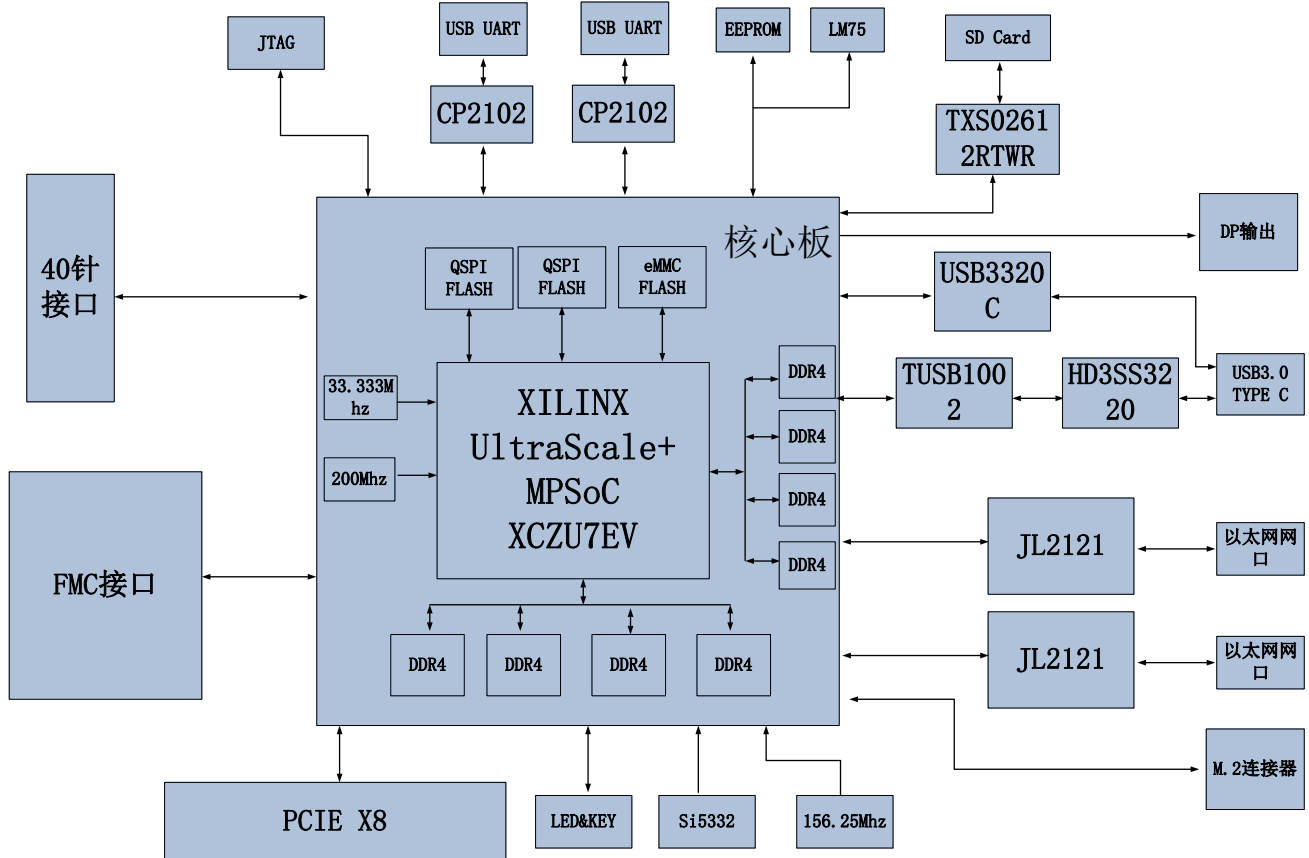 JTAG
USB UART
USB UART
EEPROM
LM75
SD Card
CP2102
CP2102
TXS0261
2RTWR
40针
接口
核心板
DP输出
QSPI
FLASH
QSPI
FLASH
eMMC
FLASH
USB3320
C
33.333M
hz
XILINX
UltraScale+
MPSoC
XCZU7EV
DDR4
TUSB100
2
HD3SS32
20
USB3.0
TYPE C
DDR4
200Mhz
DDR4
DDR4
FMC接口
JL2121
以太网网
口
DDR4
DDR4
DDR4
DDR4
JL2121
以太网网
口
M.2连接器
PCIE X8
LED&KEY
Si5332
156.25Mhz